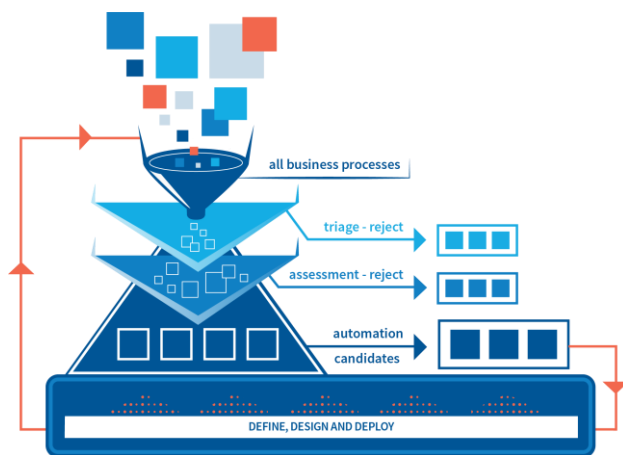 all business processes
triage - reject
assessment - reject
automation
candidates
DEFINE, DESIGN AND DEPLOY